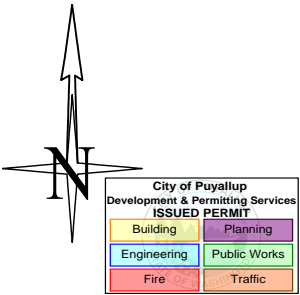 N
City of Puyallup
Development & Permitting Services
ISSUED PERMIT
Building Planning
Engineering Public Works
Fire Traffic